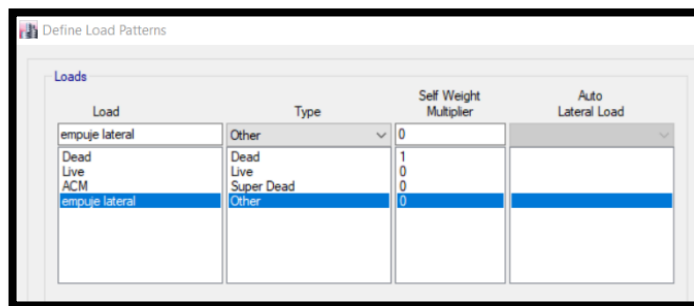 Define Load Patterns
Loads
Load Type Self Weight Multiplier Auto Lateral Load
empuje lateral Other 0
Dead Dead 1
Live Live 0
ACM Super Dead 0
empuje lateral Other 0